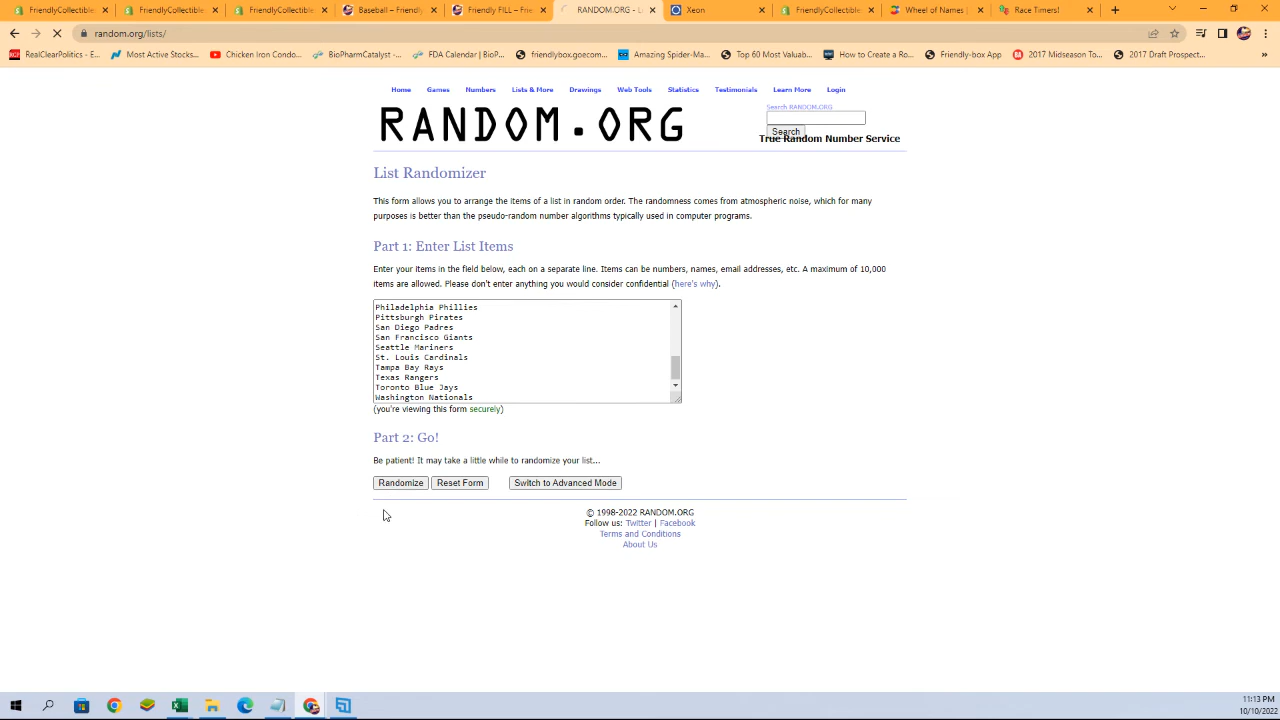 FriendlyCollectible
FriendlyCollectible
FriendlyCollectible
Baseball – Friendly
Friendly FILL – Frie
RANDOM.ORG - L
Xeon
FriendlyCollectible
Wheel of Names |
Race Timers!
random.org/lists/
RealClearPolitics - E...
Most Active Stocks...
Chicken Iron Condo...
BioPharmCatalyst -...
FDA Calendar | BioP...
friendlybox.goecom...
Amazing Spider-Ma...
Top 60 Most Valuab...
How to Create a Ro...
Friendly-box App
2017 Midseason To...
2017 Draft Prospect...
Home
Games
Numbers
Lists & More
Drawings
Web Tools
Statistics
Testimonials
Learn More
Login
RANDOM.ORG
Search RANDOM.ORG
Search
True Random Number Service
List Randomizer
This form allows you to arrange the items of a list in random order. The randomness comes from atmospheric noise, which for many
purposes is better than the pseudo-random number algorithms typically used in computer programs.
Part 1: Enter List Items
Enter your items in the field below, each on a separate line. Items can be numbers, names, email addresses, etc. A maximum of 10,000
items are allowed. Please don't enter anything you would consider confidential (here's why).
Philadelphia Phillies
Pittsburgh Pirates
San Diego Padres
San Francisco Giants
Seattle Mariners
St. Louis Cardinals
Tampa Bay Rays
Texas Rangers
Toronto Blue Jays
Washington Nationals
(you're viewing this form securely)
Part 2: Go!
Be patient! It may take a little while to randomize your list...
Randomize
Reset Form
Switch to Advanced Mode
© 1998-2022 RANDOM.ORG
Follow us: Twitter | Facebook
Terms and Conditions
About Us
11:13 PM
10/10/2022